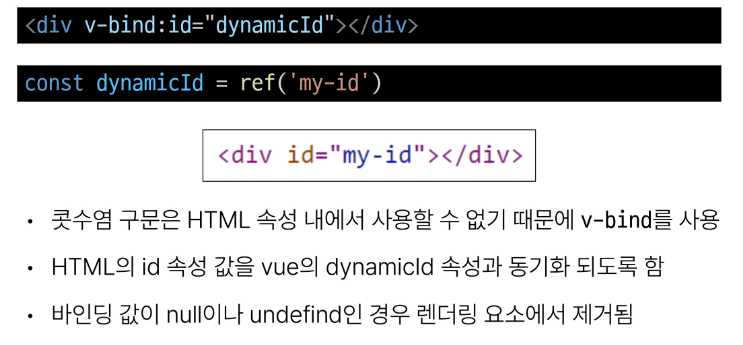 <div v-bind:id="dynamicId"></div>
const dynamicId = ref('my-id')
<div id="my-id"></div>
• 콧수염 구문은 HTML 속성 내에서 사용할 수 없기 때문에 v-bind를 사용
• HTML의 id 속성 값을 vue의 dynamicId 속성과 동기화 되도록 함
• 바인딩 값이 null이나 undefind인 경우 렌더링 요소에서 제거됨